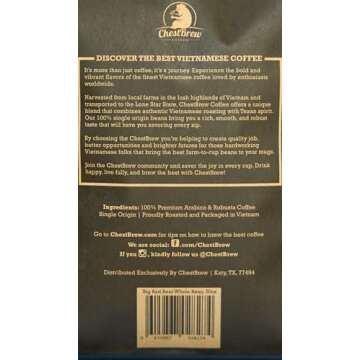 ChestBrew
COFFEE
DISCOVER THE BEST VIETNAMESE COFFEE
It's more than just coffee, it's a journey. Experience the bold and
vibrant flavors of the finest Vietnamese coffee loved by enthusiasts
worldwide.
Harvested from local farms in the lush highlands of Vietnam and
transported to the Lone Star State, ChestBrew Coffee offers a unique
blend that combines Vietnamese roasting with Texas spirit.
Our 100% single origin beans bring you a rich, smooth, and robust
taste that will have you savoring every sip.
By choosing the ChestBrew, you're helping to create quality job,
better opportunities and brighter futures for those hardworking
Vietnamese folks that bring the best farm-to-cup beans in your mugs.
Join the ChestBrew community and savor the joy in every cup. Drink
happy, live fully, and brew the best with ChestBrew!
Ingredients: 100% Premium Arabica & Robusta Coffee
Single Origin | Proudly Roasted and Packaged in Vietnam
Go to ChestBrew.com for tips on how to brew the best coffee
We are social: f.com/ChestBrew
If you, kindly follow us @ChestBrew
Distributed Exclusively By ChestBrew | Katy, TX, 77494
Whole Bean